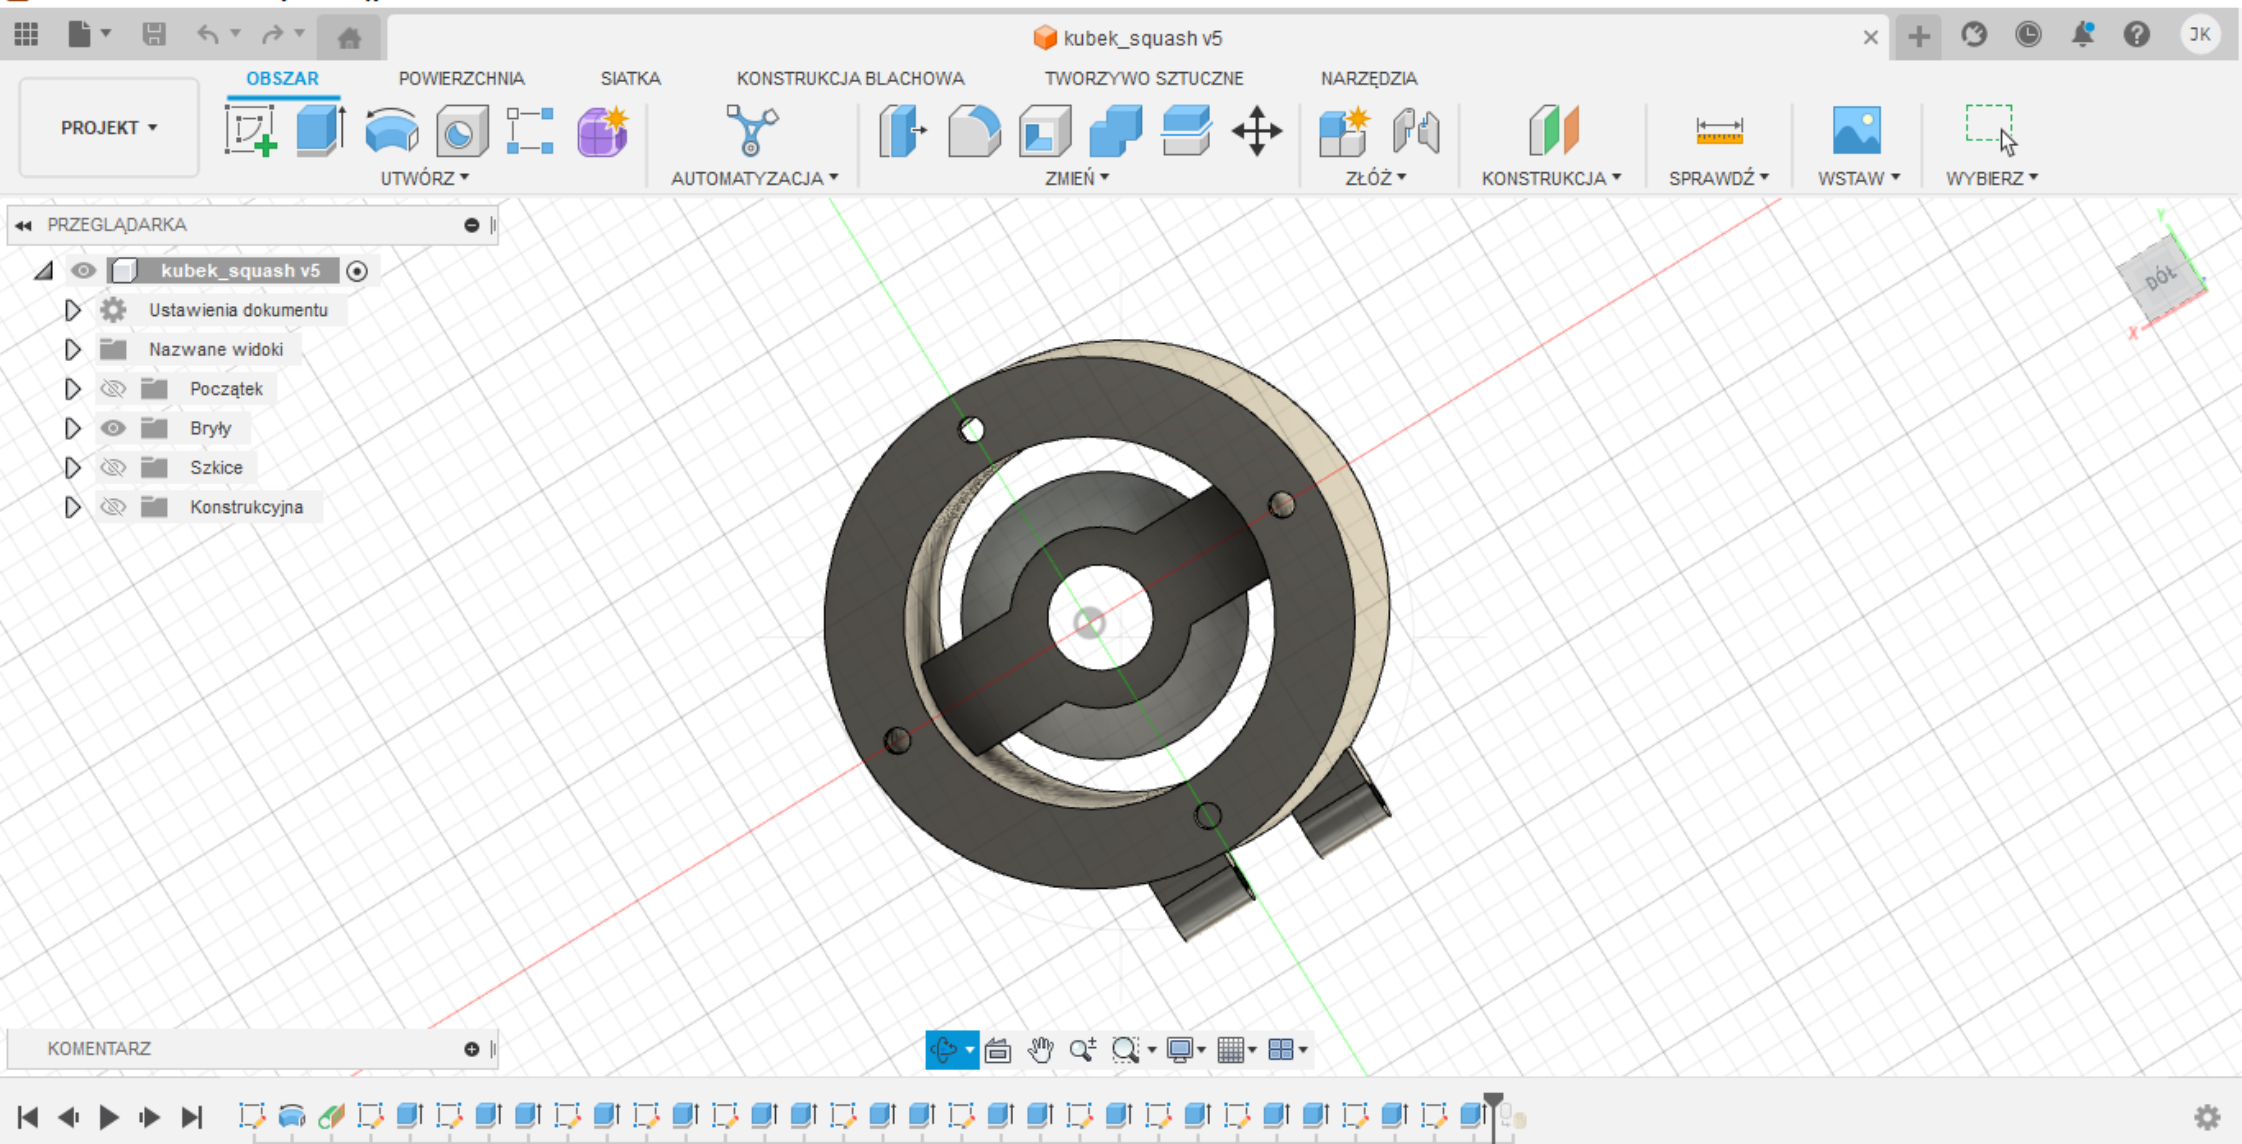 kubek_squash v5
JK
OBSZAR
POWIERZCHNIA
SIATKA
KONSTRUKCJA BLACHOWA
TWORZYWO SZTUCZNE
NARZĘDZIA
PROJEKT
UTWÓRZ
AUTOMATYZACJA
ZMIEŃ
ZŁÓŻ
KONSTRUKCJA
SPRAWDŹ
WSTAW
WYBIERZ
PRZEGLĄDARKA
kubek_squash v5
Ustawienia dokumentu
Nazwane widoki
Początek
Bryły
Szkice
Konstrukcyjna
Y
DÓŁ
X
KOMENTARZ